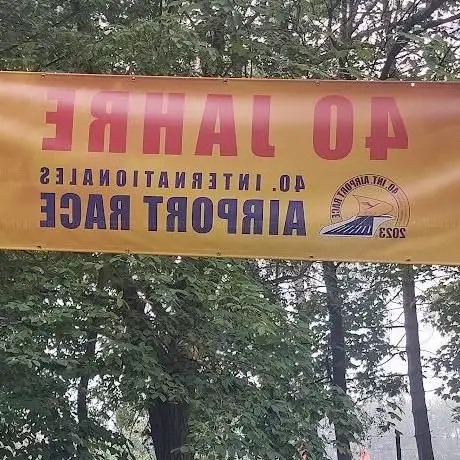 40 JAHRE
40. INTERNATIONALES
AIRPORT RACE
40. INT. AIRPORT RACE
2023